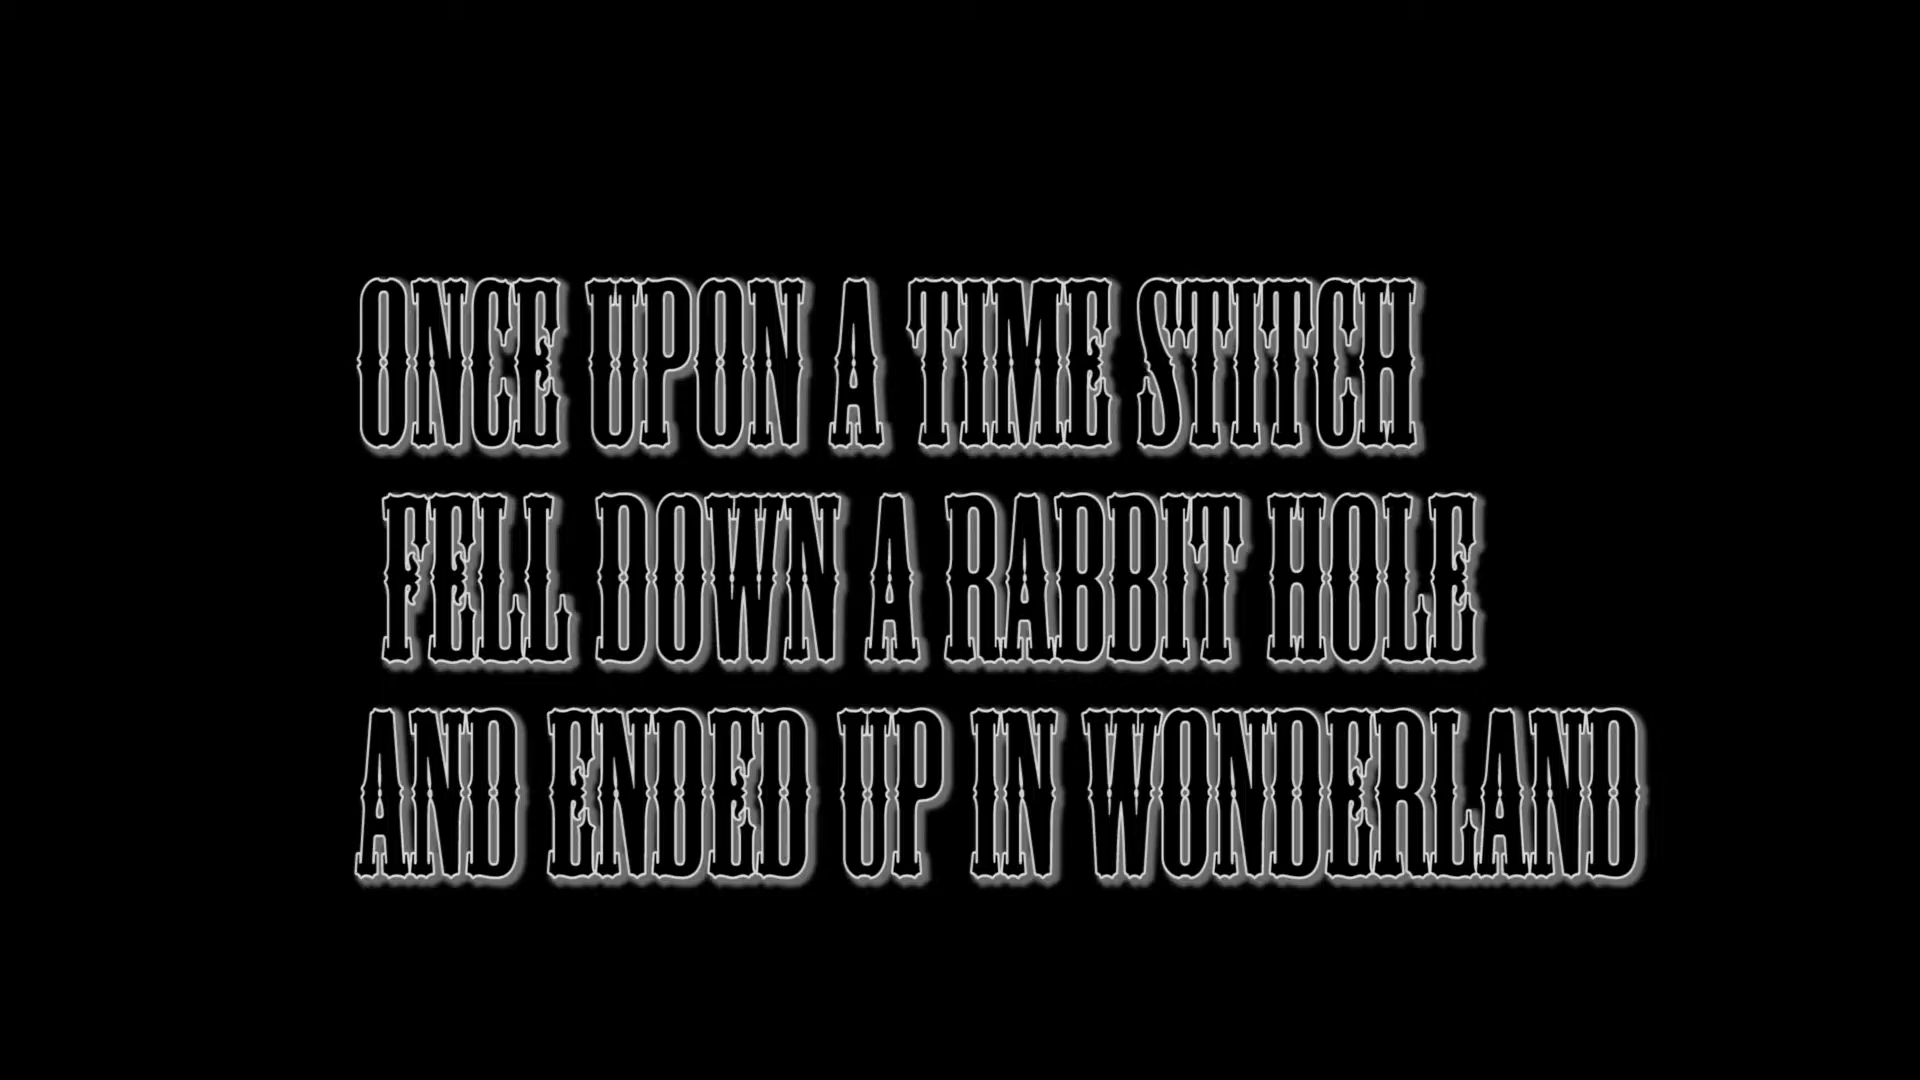 ONCE UPON A TIME STITCH
FELL DOWN A RABBIT HOLE
AND ENDED UP IN WONDERLAND